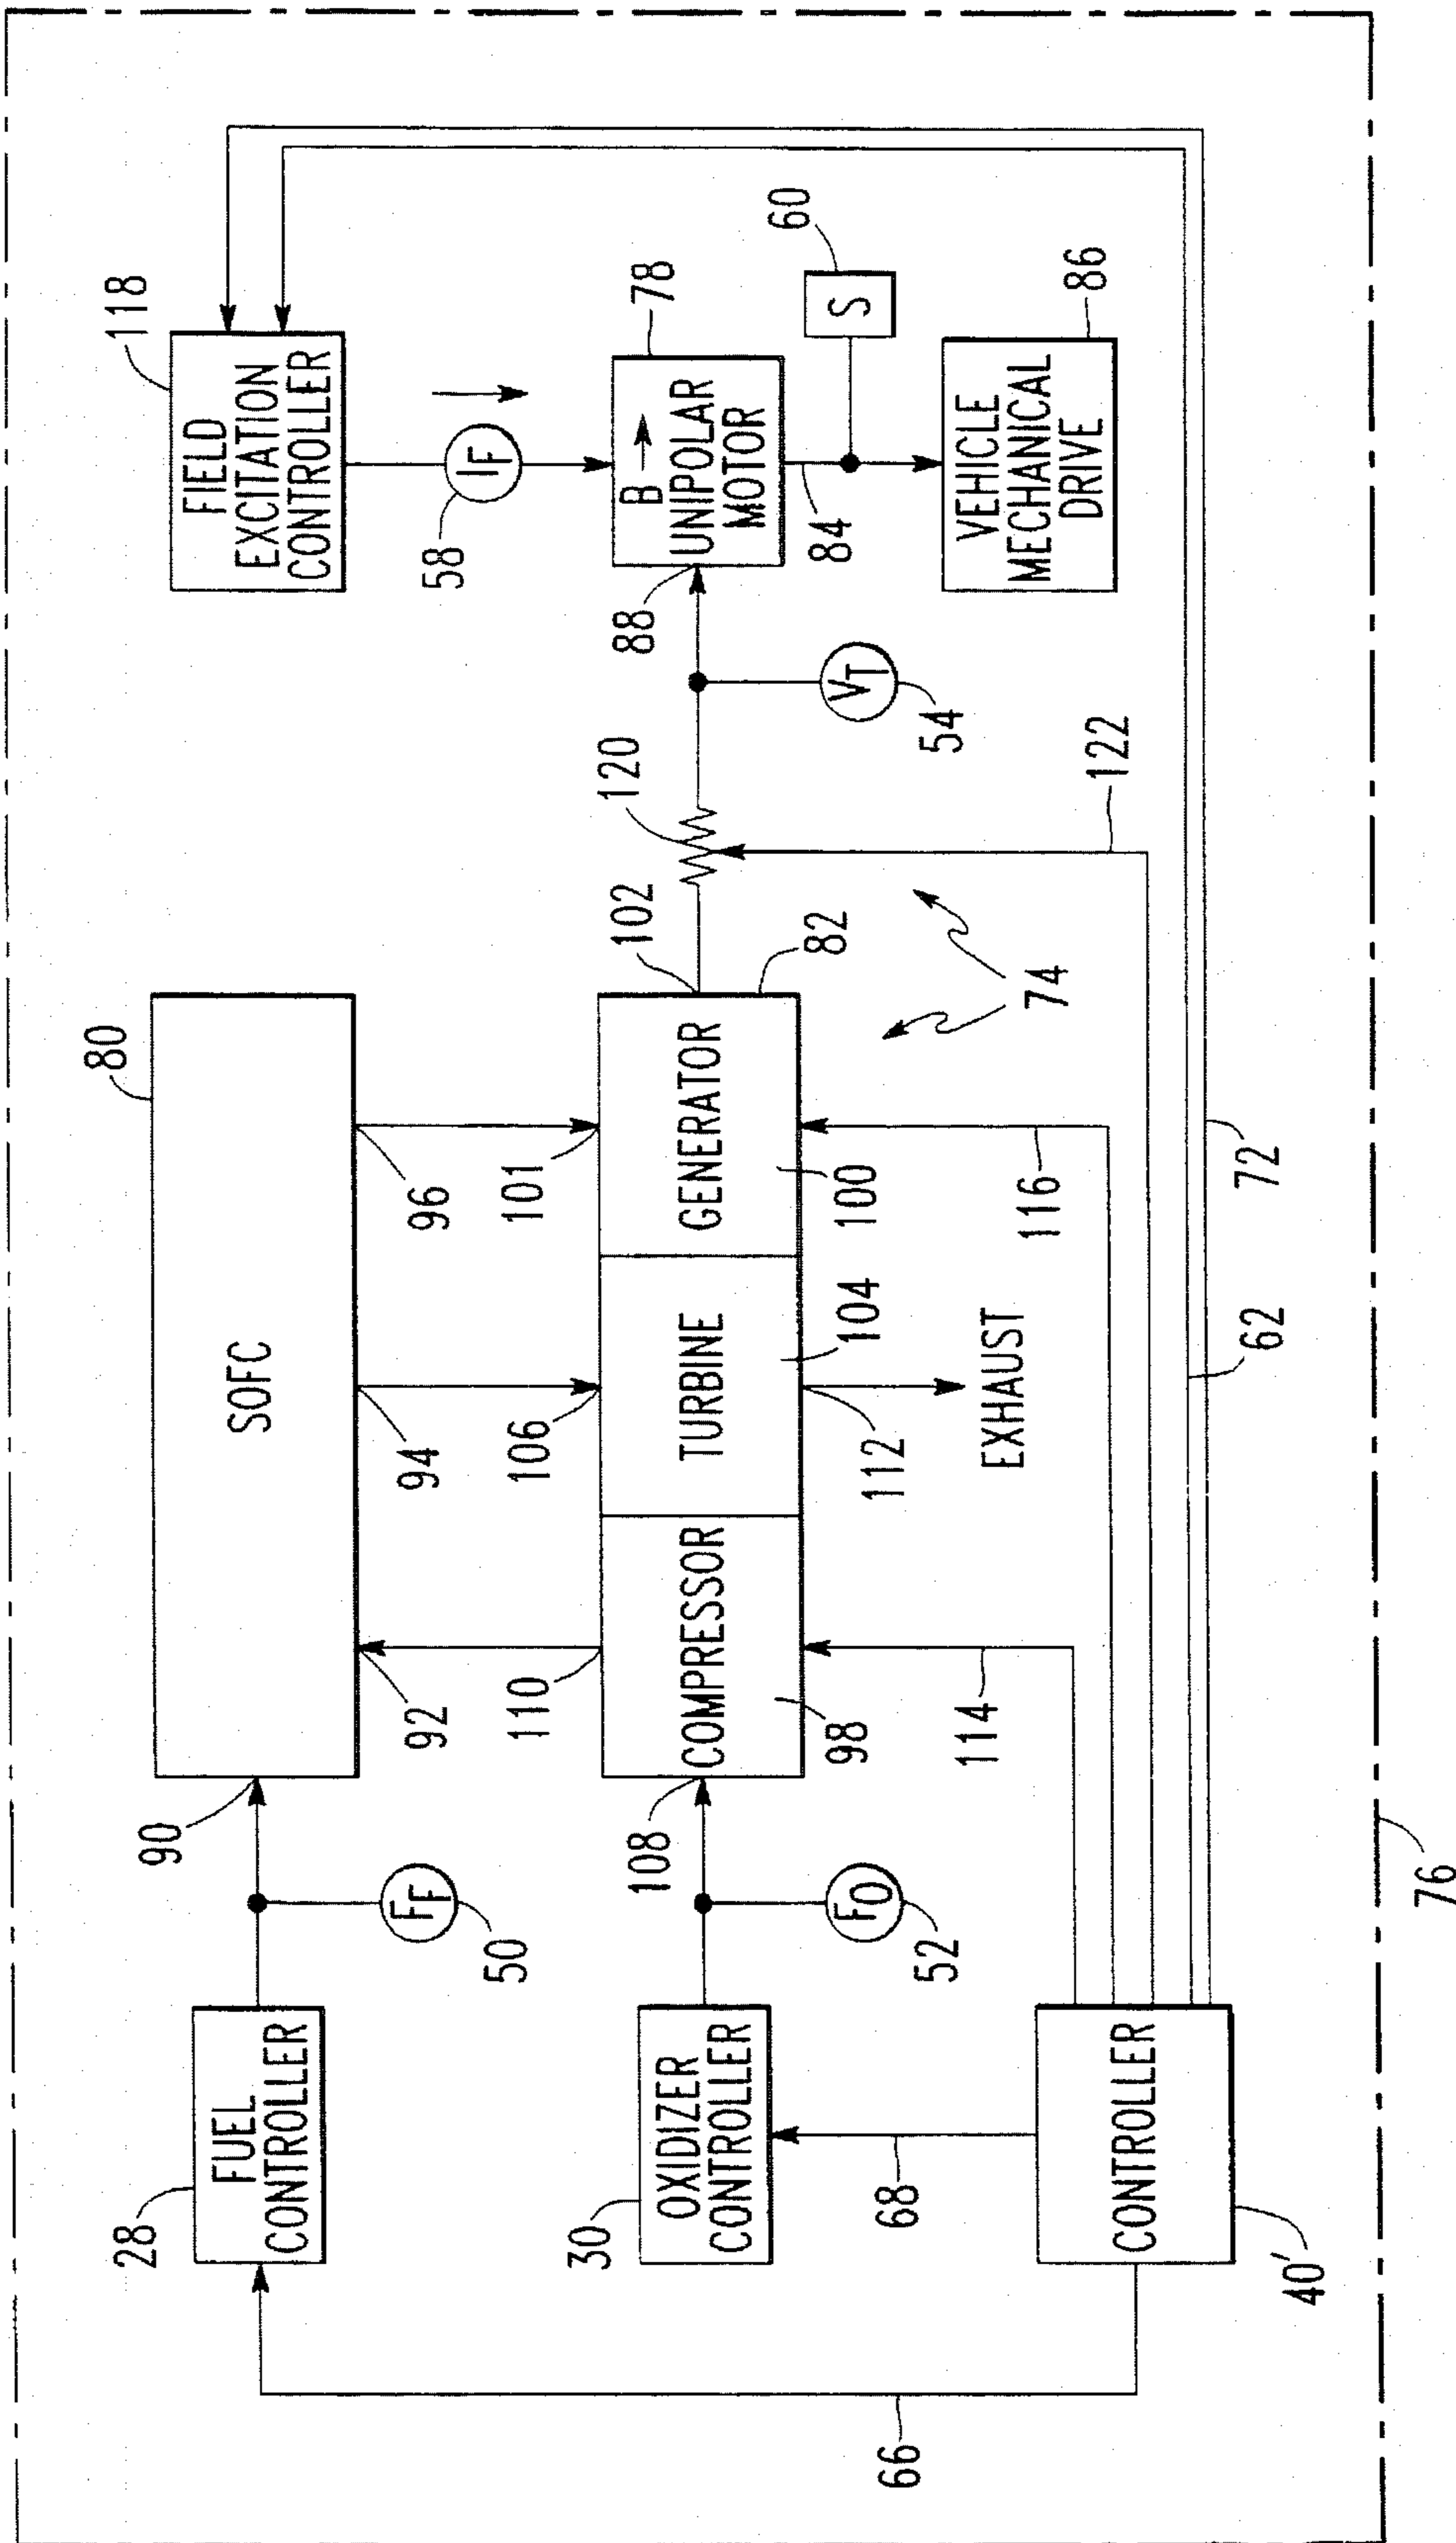 28
FUEL
CONTROLLER
90
FF
50
SOFC
80
92
94
96
FIELD
EXCITATION
CONTROLLER
118
IF
58
30
OXIDIZER
CONTROLLER
108
FO
52
110
106
101
COMPRESSOR
98
TURBINE
104
GENERATOR
100
102
82
120
VT
54
88
B
UNIPOLAR
MOTOR
78
84
S
60
VEHICLE
MECHANICAL
DRIVE
86
112
EXHAUST
74
114
116
122
66
68
CONTROLLER
40'
62
72
76